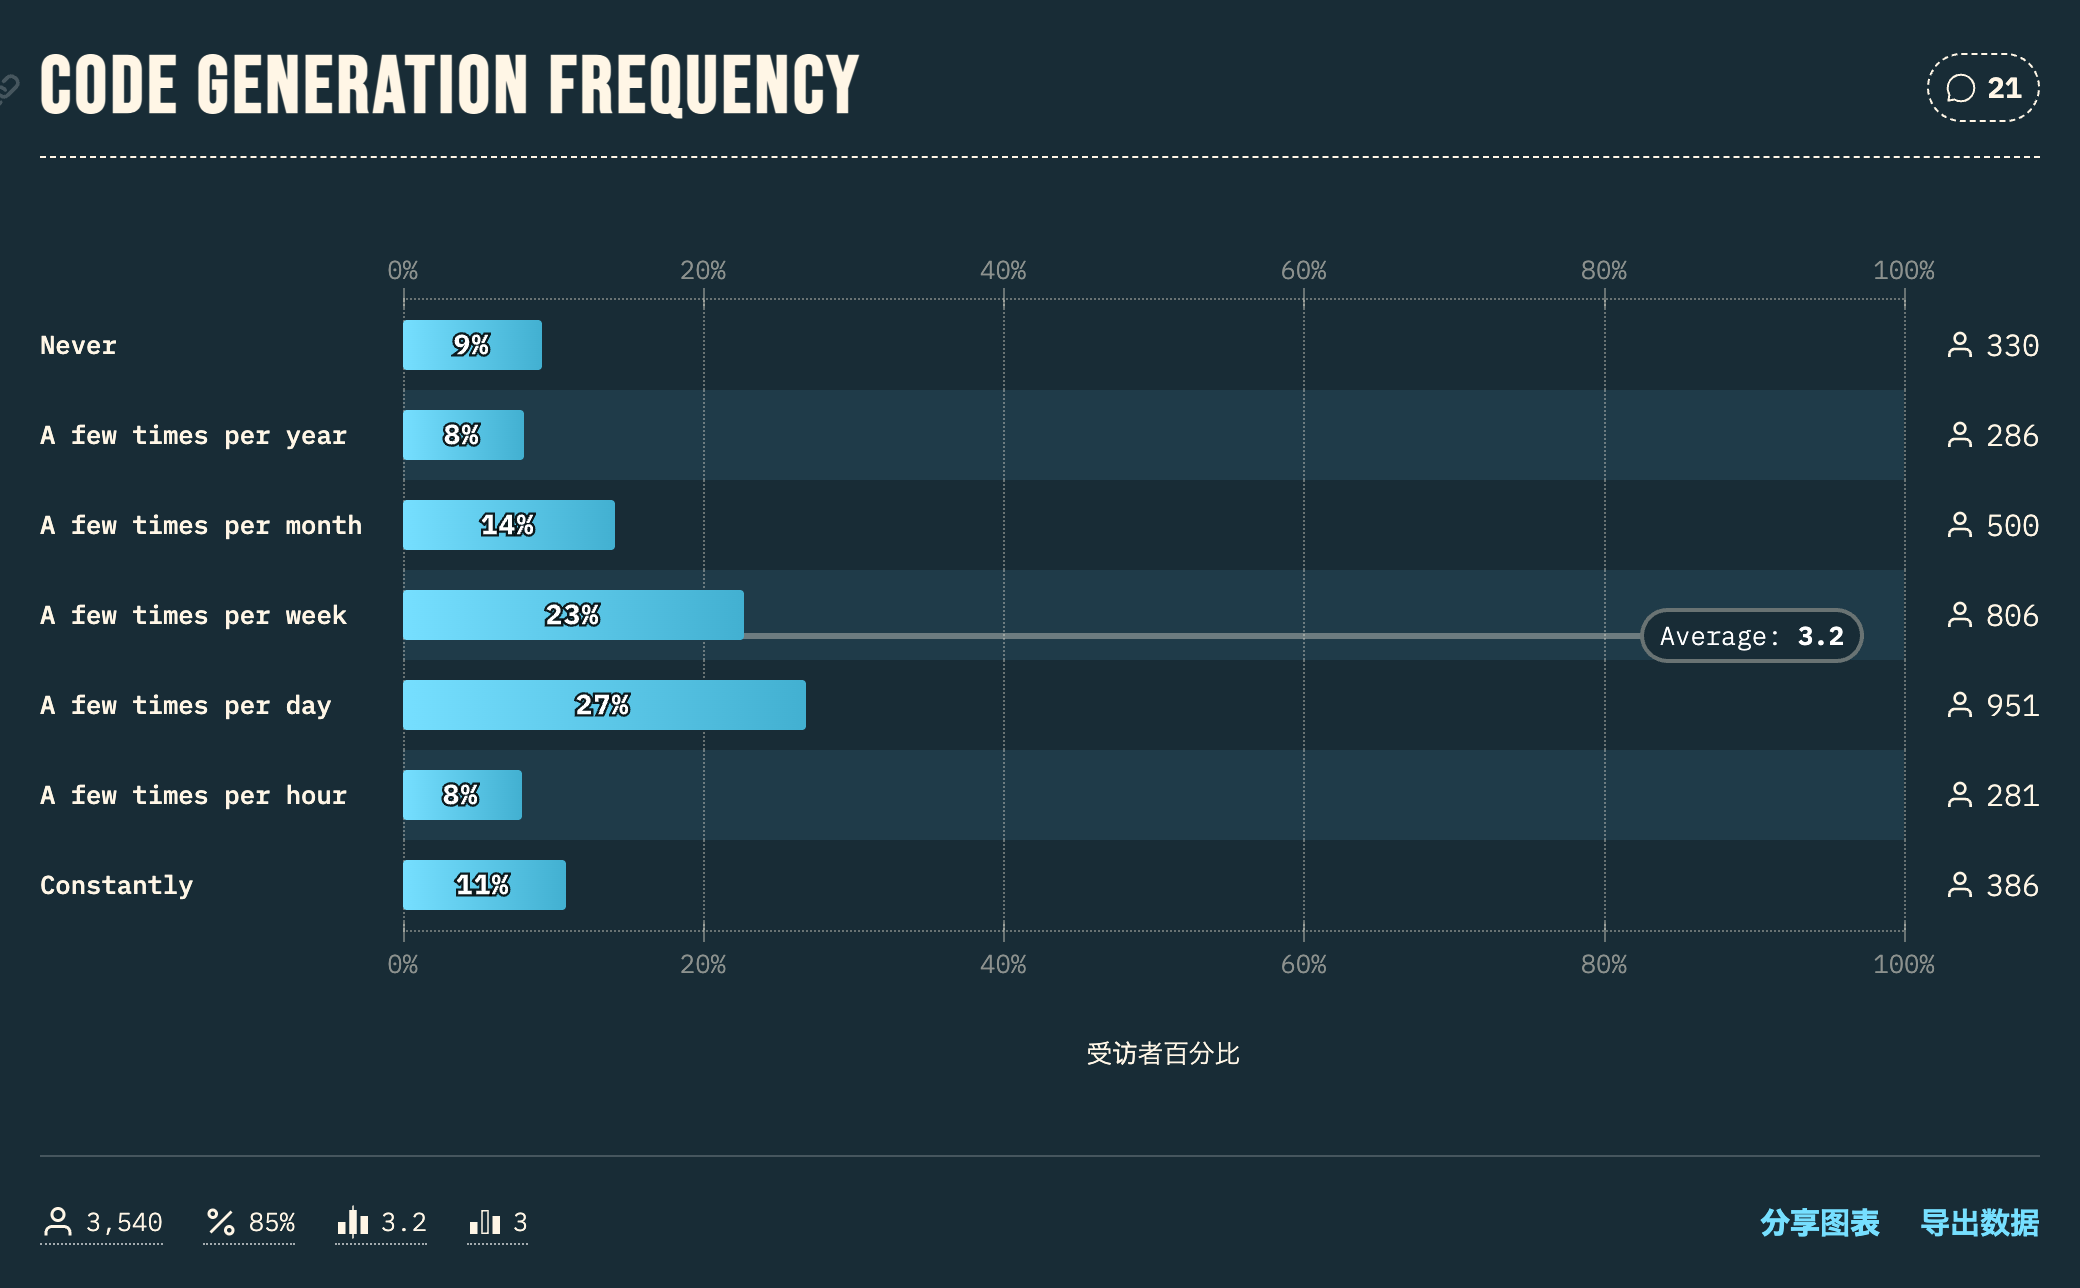 CODE GENERATION FREQUENCY
21
0% 20% 40% 60% 80% 100%
Never 9% 330
A few times per year 8% 286
A few times per month 14% 500
A few times per week 23% 806
Average: 3.2
A few times per day 27% 951
A few times per hour 8% 281
Constantly 11% 386
0% 20% 40% 60% 80% 100%
受访者百分比
3,540 85% 3.2 3 分享图表 导出数据